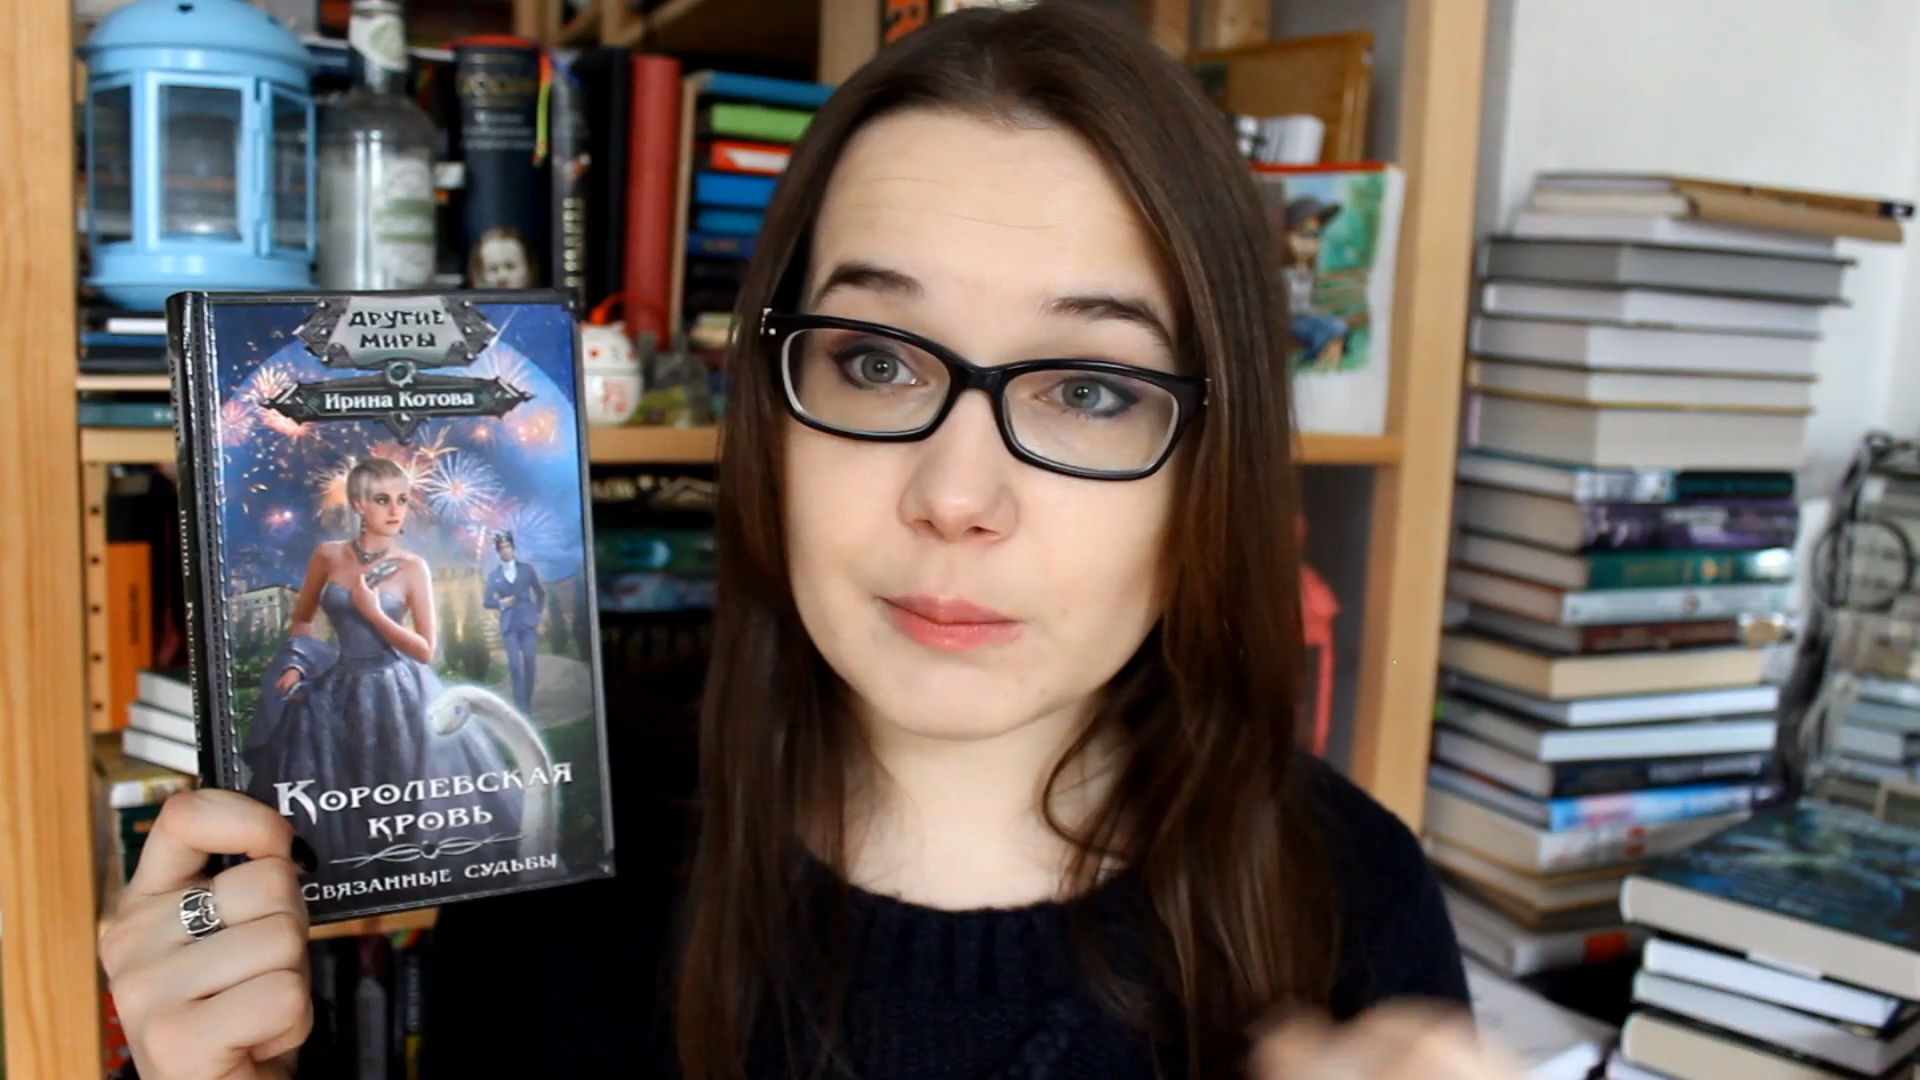 ДРУГИЕ
МИРЫ
Ирина Котова
КОРОЛЕВСКАЯ
КРОВЬ
СВЯЗАННЫЕ СУДЬБЫ